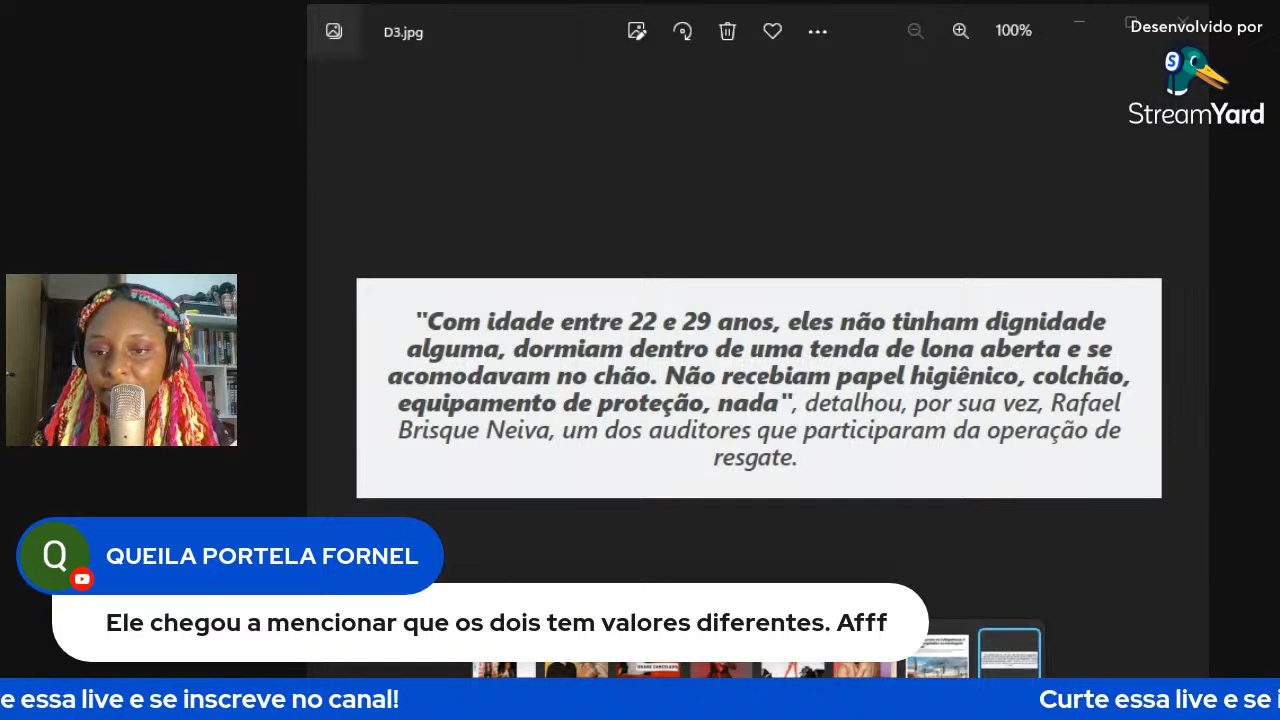 D3.jpg
100%
Desenvolvido por
S
StreamYard
"Com idade entre 22 e 29 anos, eles não tinham dignidade
alguma, dormiam dentro de uma tenda de lona aberta e se
acomodavam no chão. Não recebiam papel higiênico, colchão,
equipamento de proteção, nada", detalhou, por sua vez, Rafael
Brisque Neiva, um dos auditores que participaram da operação de
resgate.
Q
QUEILA PORTELA FORNEL
Ele chegou a mencionar que os dois tem valores diferentes. Afff
e essa live e se inscreve no canal!
Curte essa live e se i